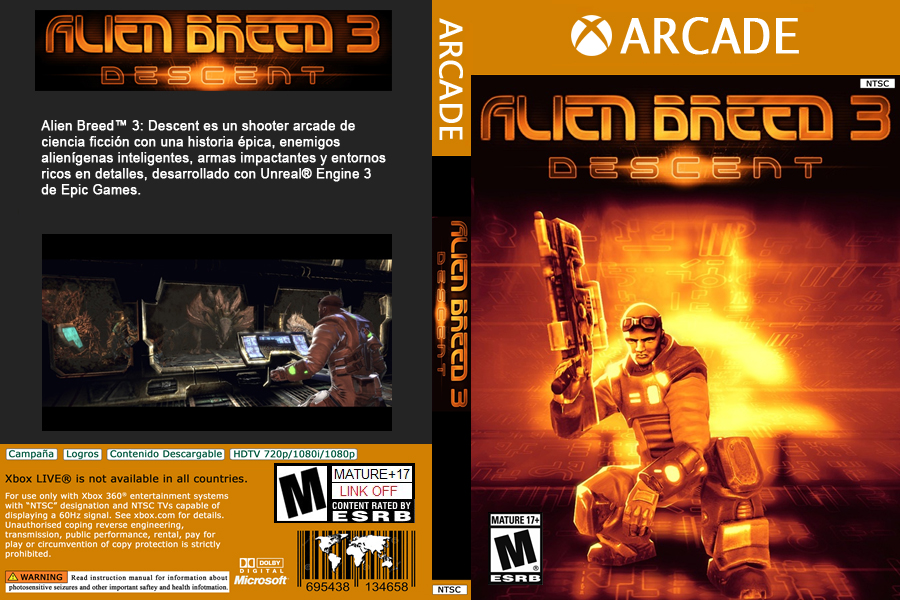 ALIEN BREED 3
DESCENT
Alien Breed™ 3: Descent es un shooter arcade de
ciencia ficción con una historia épica, enemigos
alienígenas inteligentes, armas impactantes y entornos
ricos en detalles, desarrollado con Unreal® Engine 3
de Epic Games.
Campaña Logros Contenido Descargable HDTV 720p/1080i/1080p
Xbox LIVE® is not available in all countries.
For use only with Xbox 360® entertainment systems
with "NTSC" designation and NTSC TVs capable of
displaying a 60Hz signal. See xbox.com for details.
Unauthorised coping reverse engineering,
transmission, public performance, rental, pay for
play or circumvention of copy protection is strictly
prohibited.
WARNING Read instruction manual for information about
photosensitive seizures and other important saftey and health infotmation.
M
MATURE+17
LINK OFF
CONTENT RATED BY
ESRB
DOLBY
DIGITAL
Microsoft®
695438 134658
ARCADE
ALIEN BREED 3
DESCENT
NTSC
ARCADE
NTSC
ALIEN BREED 3
DESCENT
MATURE 17+
M
®
ESRB